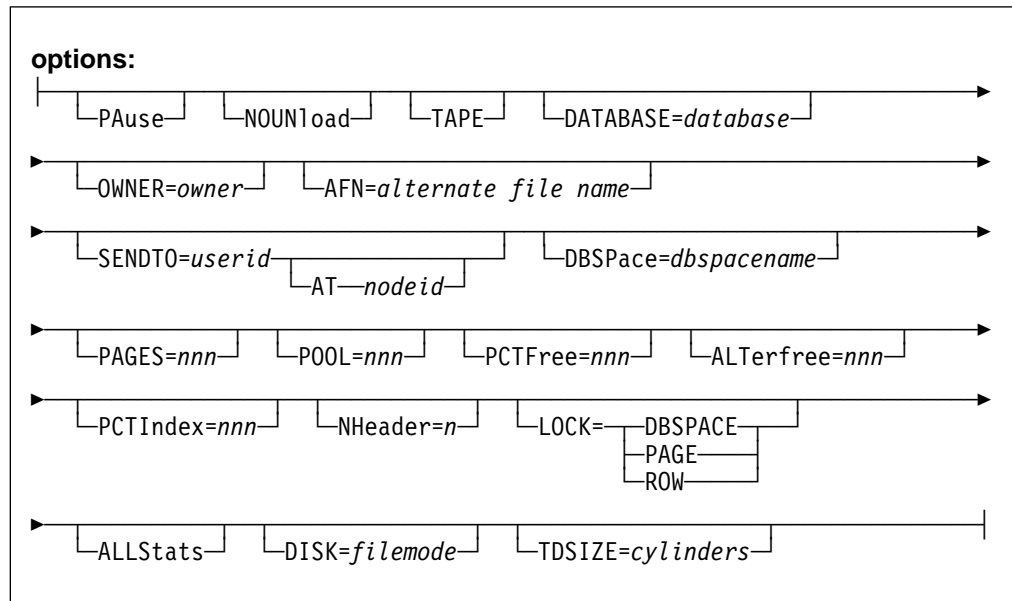 options:
PAuse NOUNload TAPE DATABASE=database
OWNER=owner AFN=alternate file name
SENDTO=userid DBSPace=dbspacename
AT nodeid
PAGES=nnn POOL=nnn PCTFree=nnn ALTerfree=nnn
PCTIndex=nnn NHeader=n LOCK= DBSPACE
PAGE
ROW
ALLStats DISK=filemode TDSIZE=cylinders